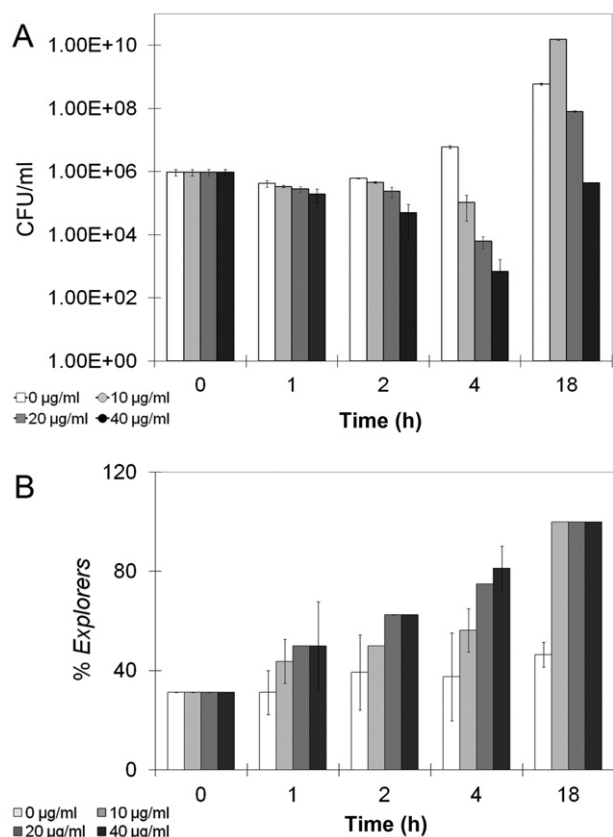 A
CFU/ml
1.00E+10
1.00E+08
1.00E+06
1.00E+04
1.00E+02
1.00E+00
0 1 2 4 18
0 µg/ml 10 µg/ml
20 µg/ml 40 µg/ml
Time (h)
B
% Explorers
120
80
40
0
0 1 2 4 18
0 µg/ml 10 µg/ml
20 µg/ml 40 µg/ml
Time (h)